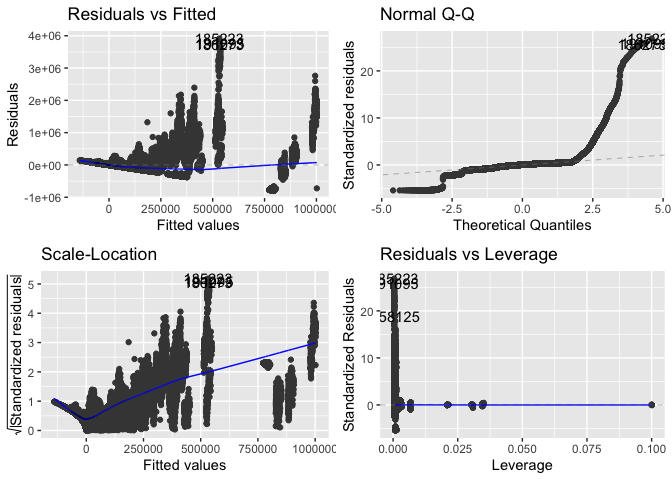 Residuals vs Fitted
Normal Q-Q
4e+06
3e+06
2e+06
1e+06
0e+00
-1e+06
Residuals
185223
0
250000
500000
750000
1000000
Fitted values
20
10
0
Standardized residuals
-5.0
-2.5
0.0
2.5
5.0
Theoretical Quantiles
Scale-Location
Residuals vs Leverage
5
4
3
2
1
0
√|Standardized residuals|
185223
0
250000
500000
750000
1000000
Fitted values
20
10
0
Standardized Residuals
58125
0.000
0.025
0.050
0.075
0.100
Leverage